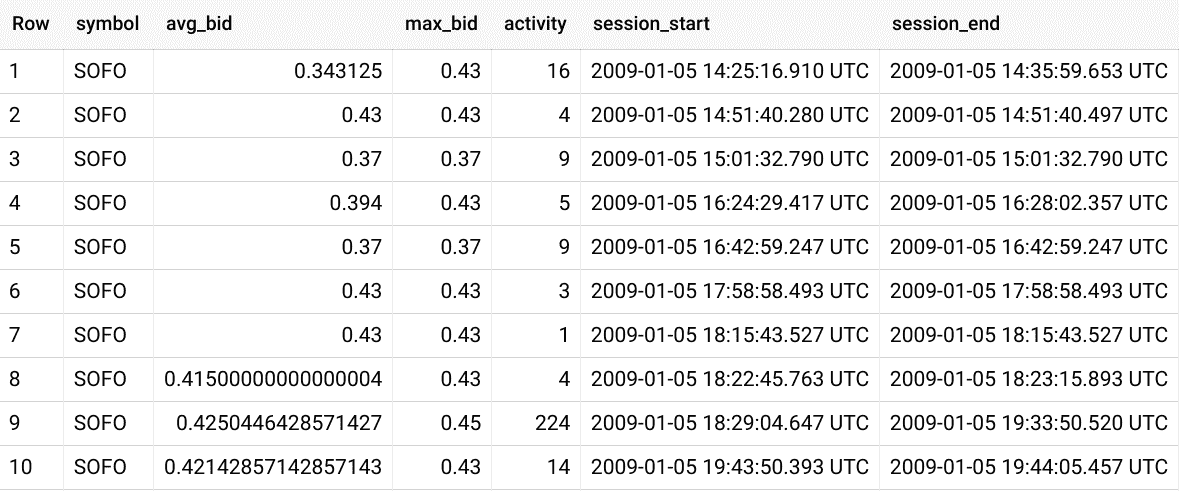 Row symbol avg_bid max_bid activity session_start session_end
1 SOFO 0.343125 0.43 16 2009-01-05 14:25:16.910 UTC 2009-01-05 14:35:59.653 UTC
2 SOFO 0.43 0.43 4 2009-01-05 14:51:40.280 UTC 2009-01-05 14:51:40.497 UTC
3 SOFO 0.37 0.37 9 2009-01-05 15:01:32.790 UTC 2009-01-05 15:01:32.790 UTC
4 SOFO 0.394 0.43 5 2009-01-05 16:24:29.417 UTC 2009-01-05 16:28:02.357 UTC
5 SOFO 0.37 0.37 9 2009-01-05 16:42:59.247 UTC 2009-01-05 16:42:59.247 UTC
6 SOFO 0.43 0.43 3 2009-01-05 17:58:58.493 UTC 2009-01-05 17:58:58.493 UTC
7 SOFO 0.43 0.43 1 2009-01-05 18:15:43.527 UTC 2009-01-05 18:15:43.527 UTC
8 SOFO 0.41500000000000004 0.43 4 2009-01-05 18:22:45.763 UTC 2009-01-05 18:23:15.893 UTC
9 SOFO 0.4250446428571427 0.45 224 2009-01-05 18:29:04.647 UTC 2009-01-05 19:33:50.520 UTC
10 SOFO 0.42142857142857143 0.43 14 2009-01-05 19:43:50.393 UTC 2009-01-05 19:44:05.457 UTC